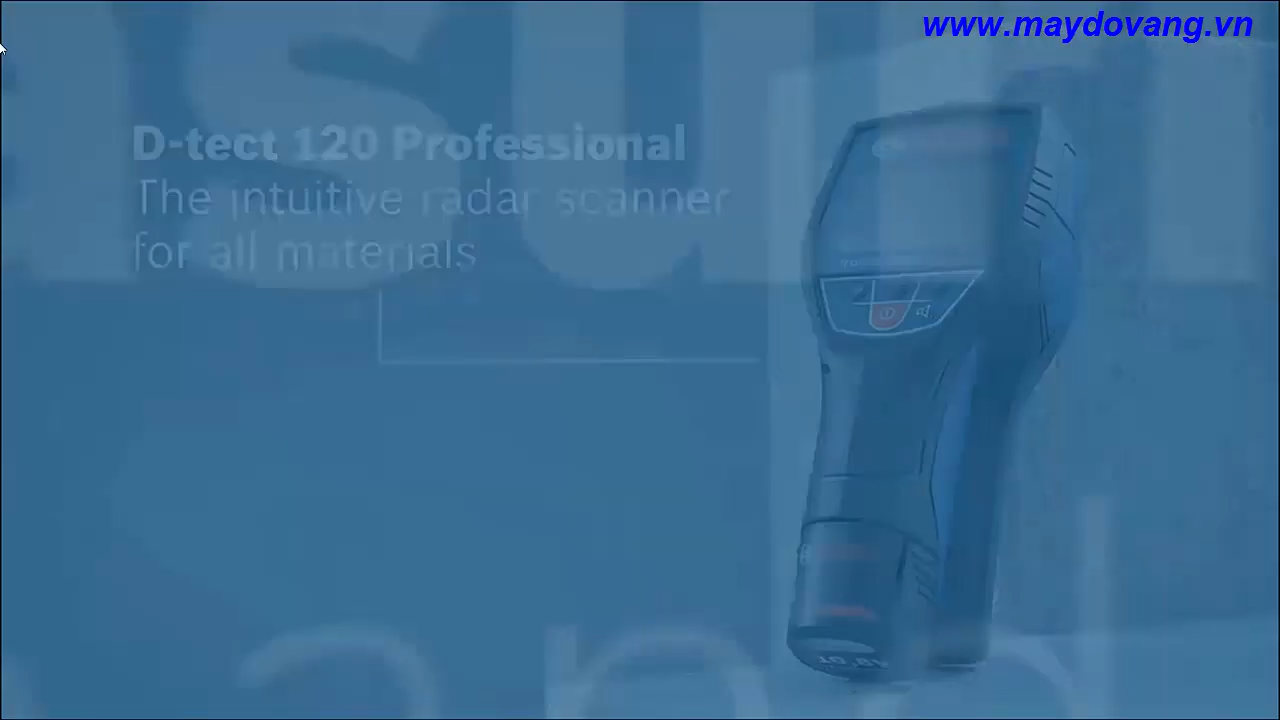 www.maydovang.vn
D-tect 120 Professional
The intuitive radar scanner
for all materials